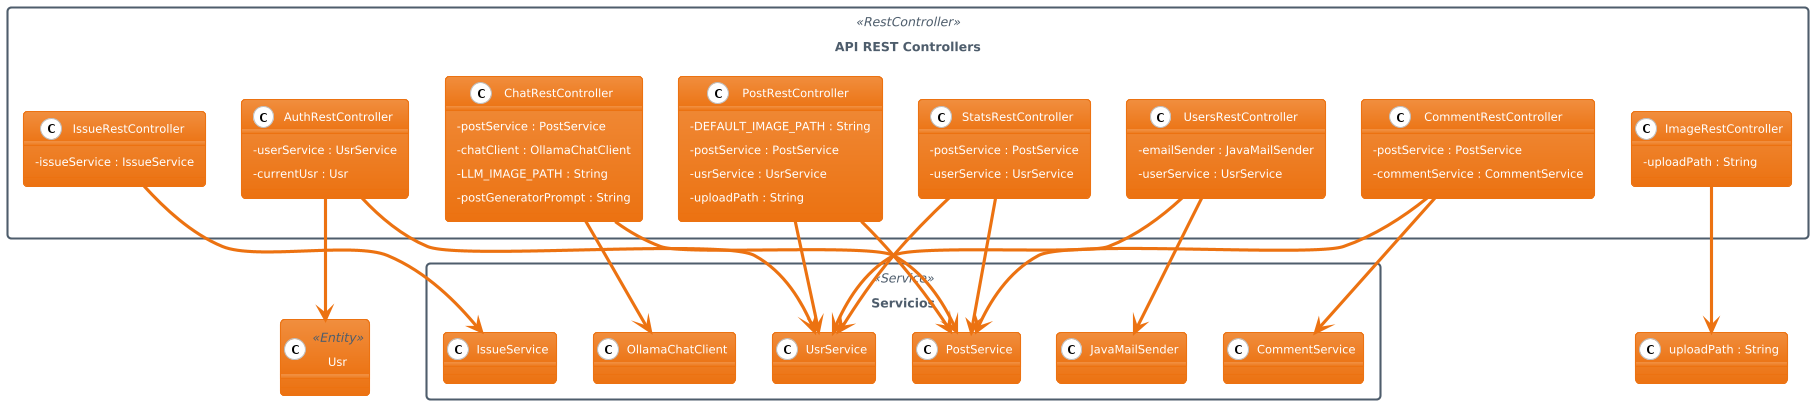 «RestController»
API REST Controllers
C IssueRestController
-issueService : IssueService
C AuthRestController
-userService : UsrService
-currentUsr : Usr
C ChatRestController
-postService : PostService
-chatClient : OllamaChatClient
-LLM_IMAGE_PATH : String
-postGeneratorPrompt : String
C PostRestController
-DEFAULT_IMAGE_PATH : String
-postService : PostService
-usrService : UsrService
-uploadPath : String
C StatsRestController
-postService : PostService
-userService : UsrService
C UsersRestController
-emailSender : JavaMailSender
-userService : UsrService
C CommentRestController
-postService : PostService
-commentService : CommentService
C ImageRestController
-uploadPath : String
«Service»
Servicios
C «Entity»
Usr
C IssueService
C OllamaChatClient
C UsrService
C PostService
C JavaMailSender
C CommentService
C uploadPath : String